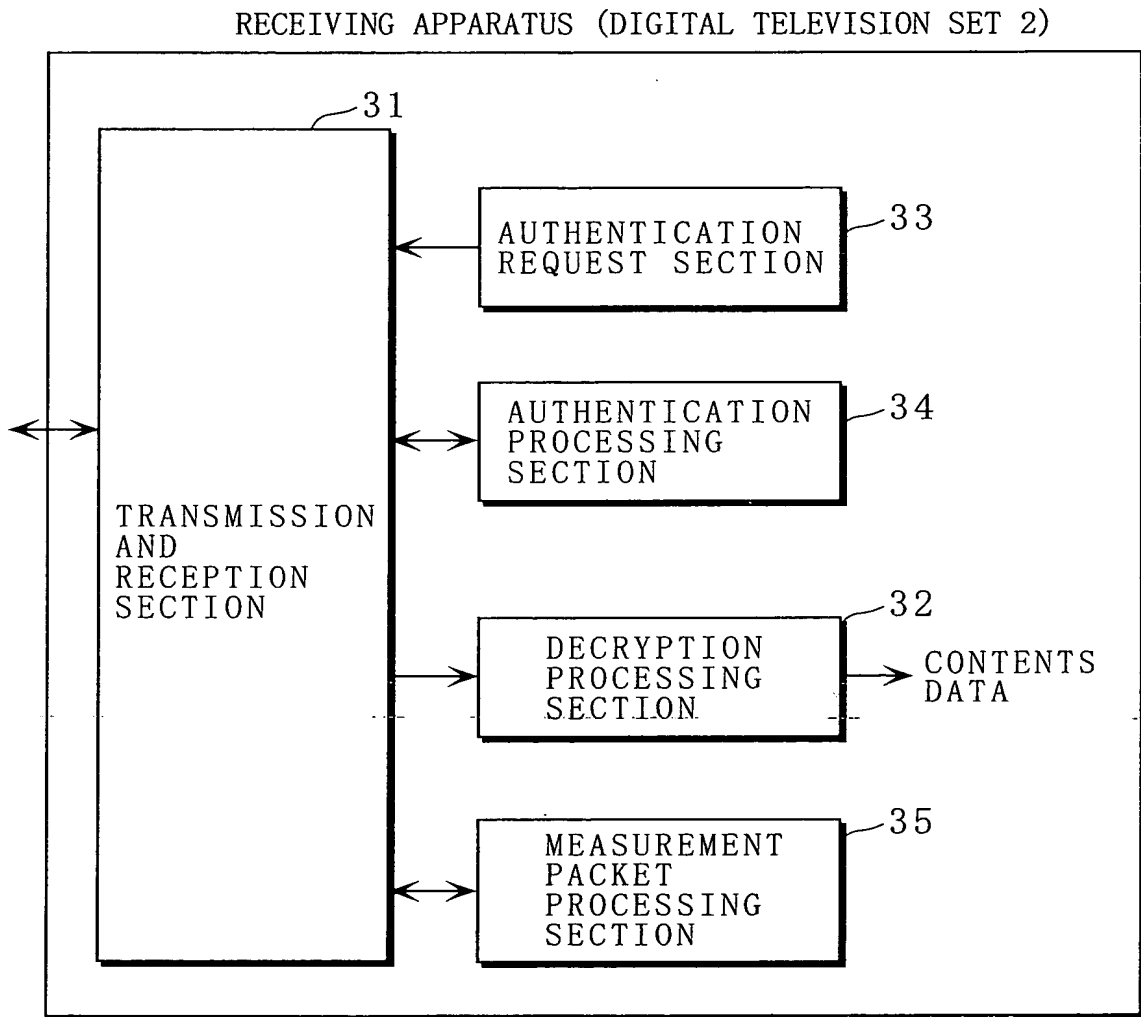 RECEIVING APPARATUS (DIGITAL TELEVISION SET 2)
31
33
AUTHENTICATION
REQUEST SECTION
34
AUTHENTICATION
PROCESSING
SECTION
TRANSMISSION
AND
RECEPTION
SECTION
32
DECRYPTION
PROCESSING
SECTION
CONTENTS
DATA
35
MEASUREMENT
PACKET
PROCESSING
SECTION